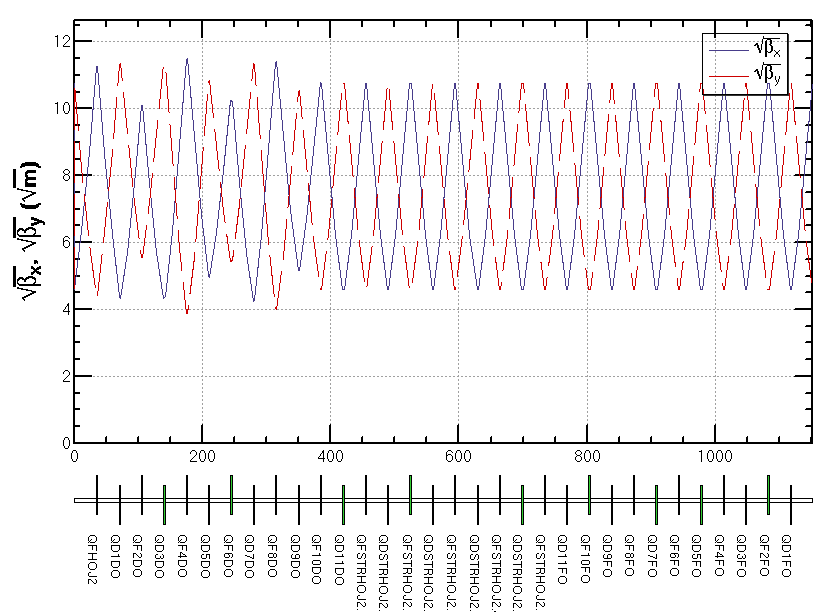 √βx
√βy
√βx, √βy (√m)
12
10
8
6
4
2
0
0
200
400
600
800
1000
QFHOJ2
QD1DO
QF2DO
QD3DO
QF4DO
QD5DO
QF6DO
QD7DO
QF8DO
QD9DO
QF10DO
QD11DO
QFSTRHOJ2.
QDSTRHOJ2.
QFSTRHOJ2.
QDSTRHOJ2.
QFSTRHOJ2.
QDSTRHOJ2.
QFSTRHOJ2.
QDSTRHOJ2.
QFSTRHOJ2.
QD11FO
QF10FO
QD9FO
QF8FO
QD7FO
QF6FO
QD5FO
QF4FO
QD3FO
QF2FO
QD1FO